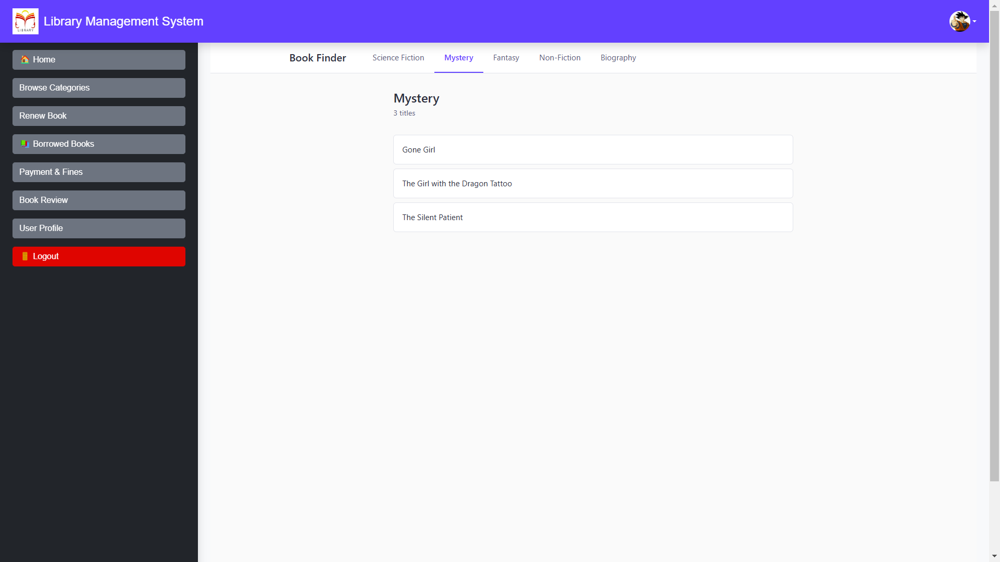 LIBRARY
Library Management System
🏠 Home
Browse Categories
Renew Book
📚 Borrowed Books
Payment & Fines
Book Review
User Profile
🚪 Logout
Book Finder
Science Fiction
Mystery
Fantasy
Non-Fiction
Biography
Mystery
3 titles
Gone Girl
The Girl with the Dragon Tattoo
The Silent Patient